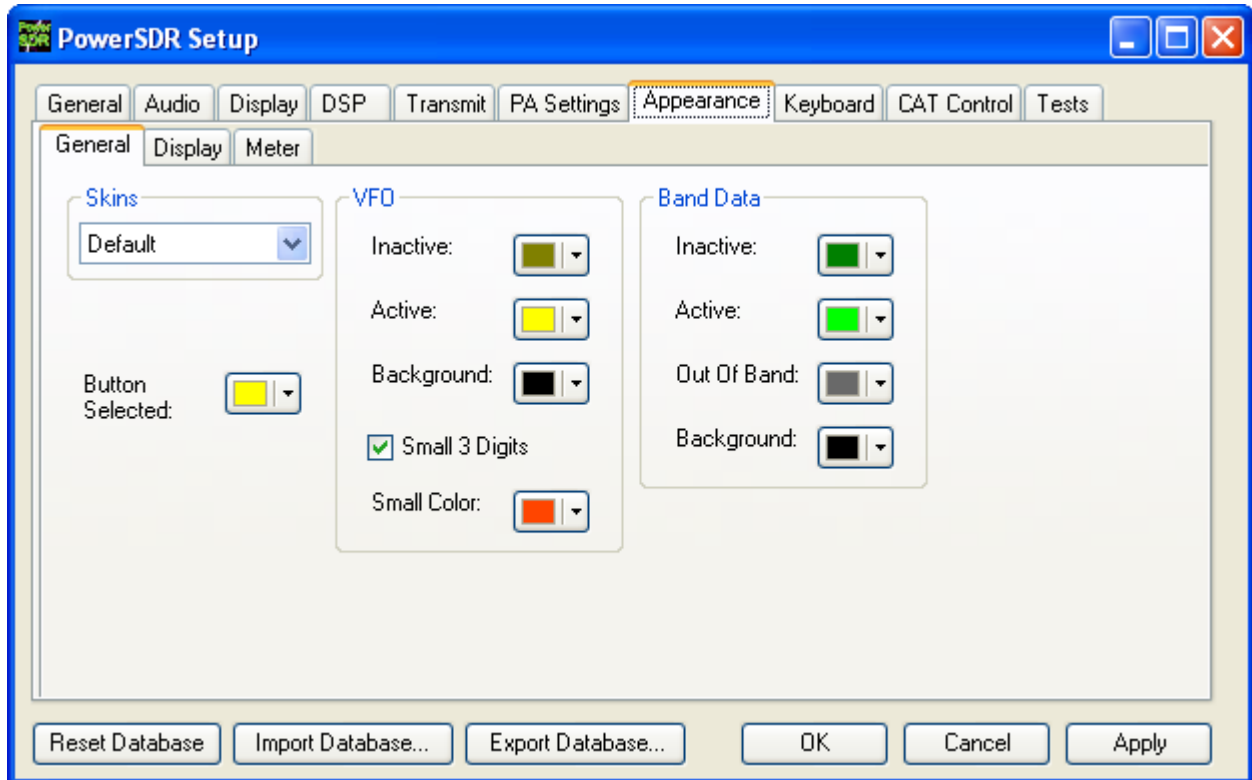 Power
SDR
PowerSDR Setup
General Audio Display DSP Transmit PA Settings Appearance Keyboard CAT Control Tests
General Display Meter
Skins
Default
Button
Selected:
VFO
Inactive:
Active:
Background:
Small 3 Digits
Small Color:
Band Data
Inactive:
Active:
Out Of Band:
Background:
Reset Database Import Database... Export Database... OK Cancel Apply